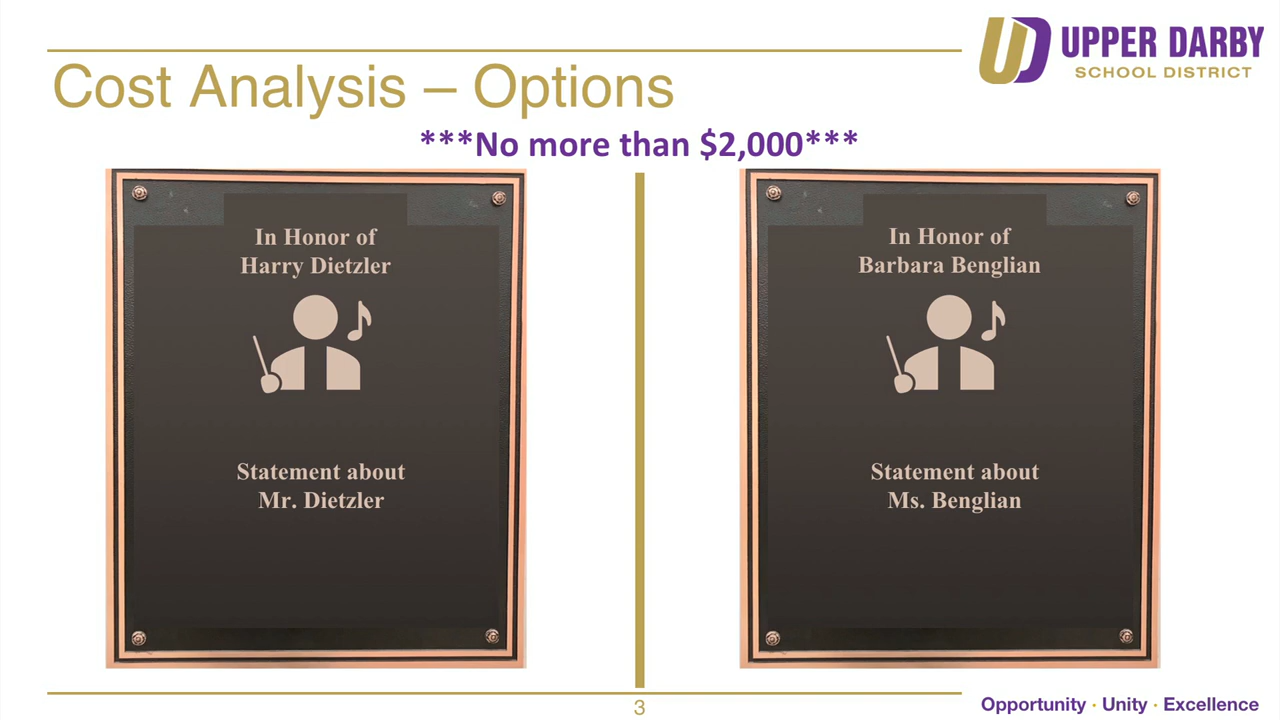 UPPER DARBY
SCHOOL DISTRICT
Cost Analysis – Options
***No more than $2,000***
In Honor of
Harry Dietzler
Statement about
Mr. Dietzler
In Honor of
Barbara Benglian
Statement about
Ms. Benglian
3
Opportunity · Unity · Excellence